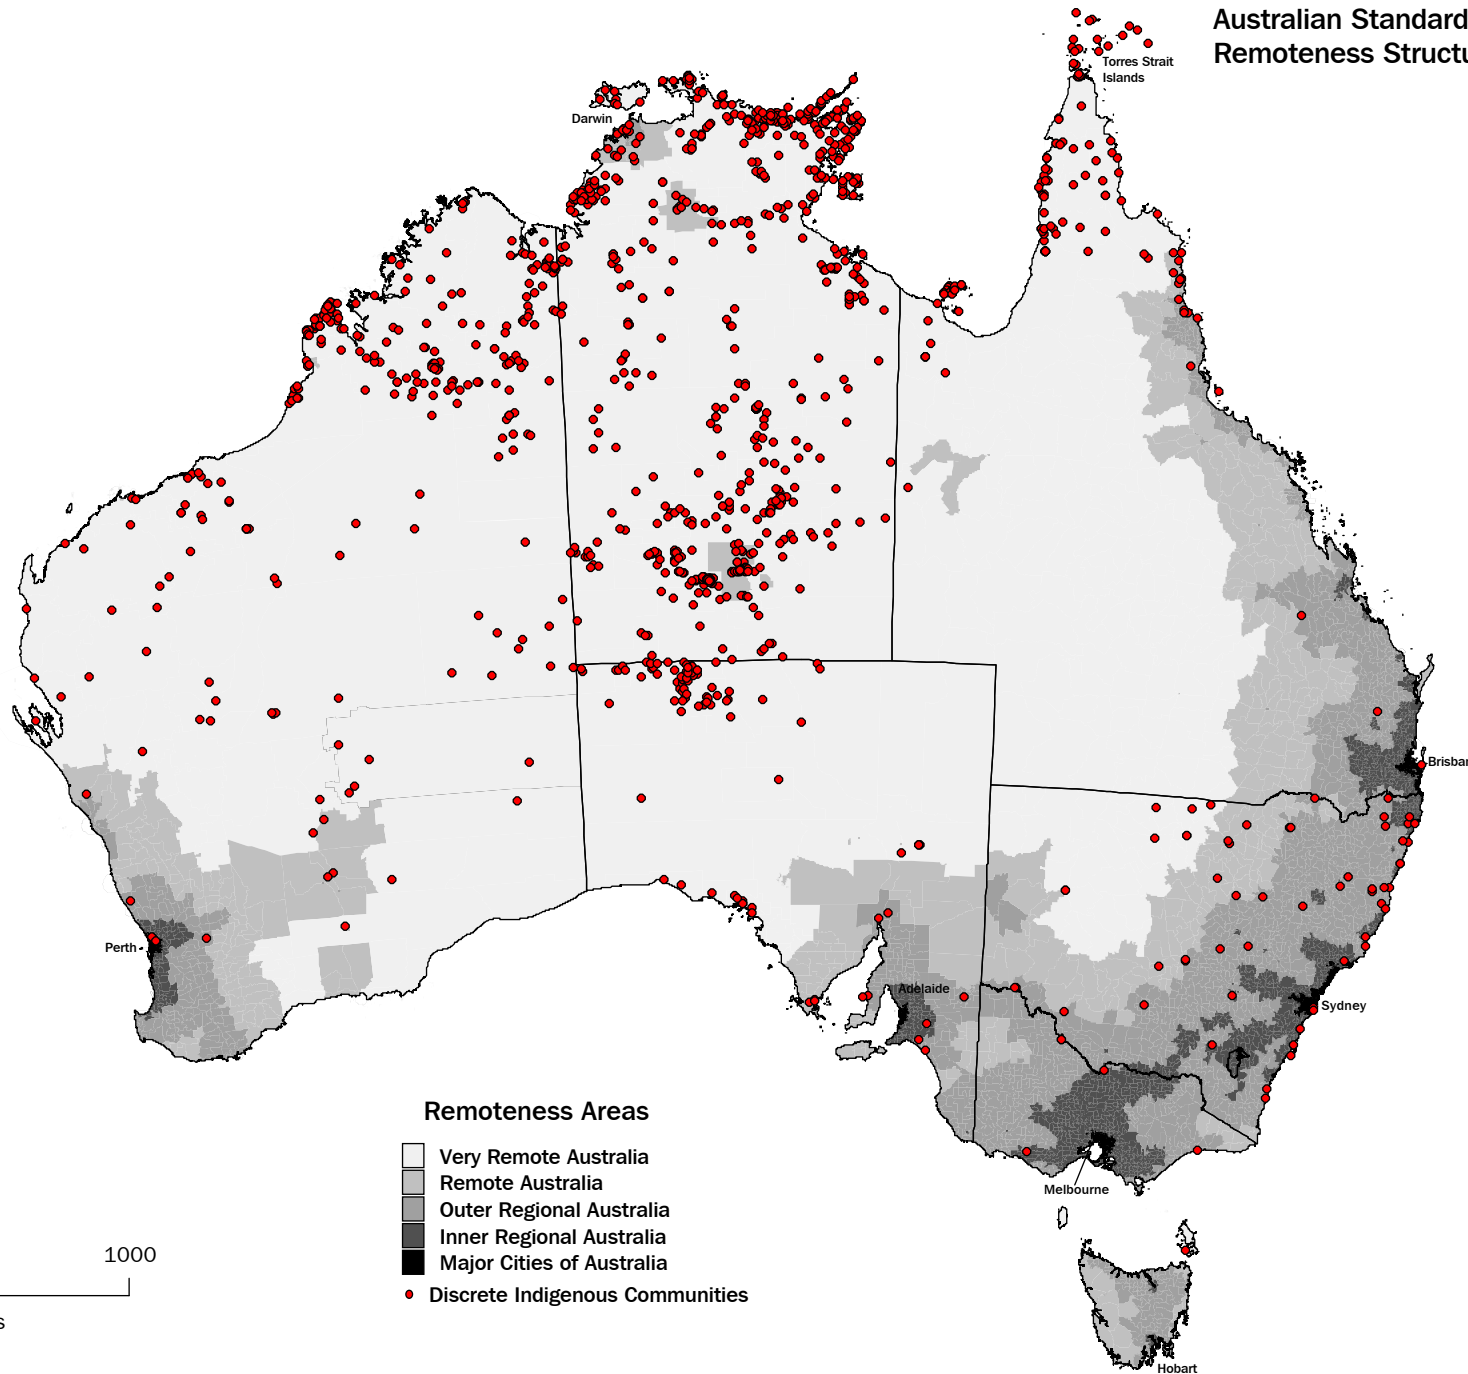 Australian Standard
Remoteness Structu
Torres Strait
Islands
Darwin
Brisban
Perth
Adelaide
Sydney
Melbourne
Hobart
Remoteness Areas
Very Remote Australia
Remote Australia
Outer Regional Australia
Inner Regional Australia
Major Cities of Australia
Discrete Indigenous Communities
1000
s